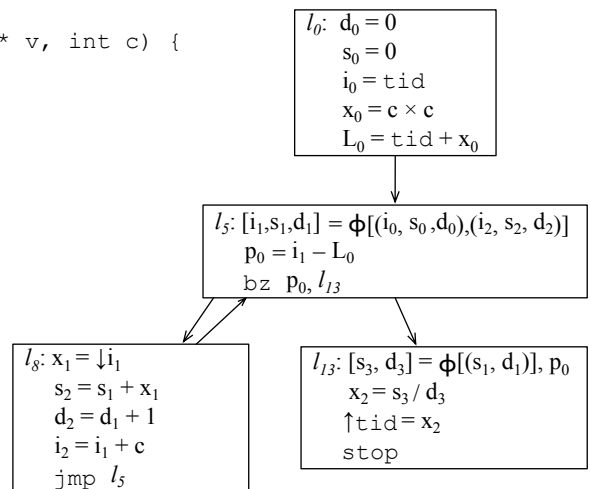 * v, int c) {
l₀: d₀ = 0
s₀ = 0
i₀ = tid
x₀ = c × c
L₀ = tid + x₀
l₅: [i₁,s₁,d₁] = ϕ[(i₀, s₀ ,d₀),(i₂, s₂, d₂)]
p₀ = i₁ – L₀
bz p₀, l₁₃
l₈: x₁ = ↓i₁
s₂ = s₁ + x₁
d₂ = d₁ + 1
i₂ = i₁ + c
jmp l₅
l₁₃: [s₃, d₃] = ϕ[(s₁, d₁)], p₀
x₂ = s₃ / d₃
↑tid = x₂
stop